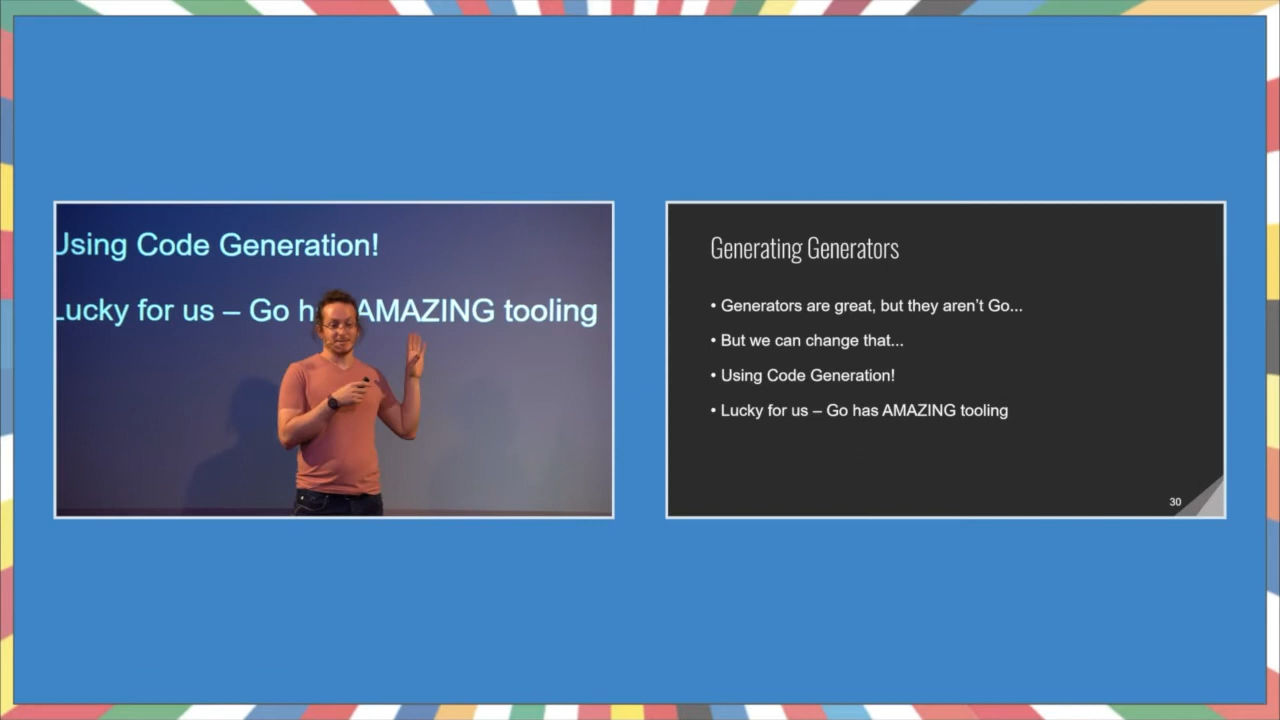 Using Code Generation!
Lucky for us – Go h AMAZING tooling
Generating Generators
• Generators are great, but they aren't Go...
• But we can change that...
• Using Code Generation!
• Lucky for us – Go has AMAZING tooling
30